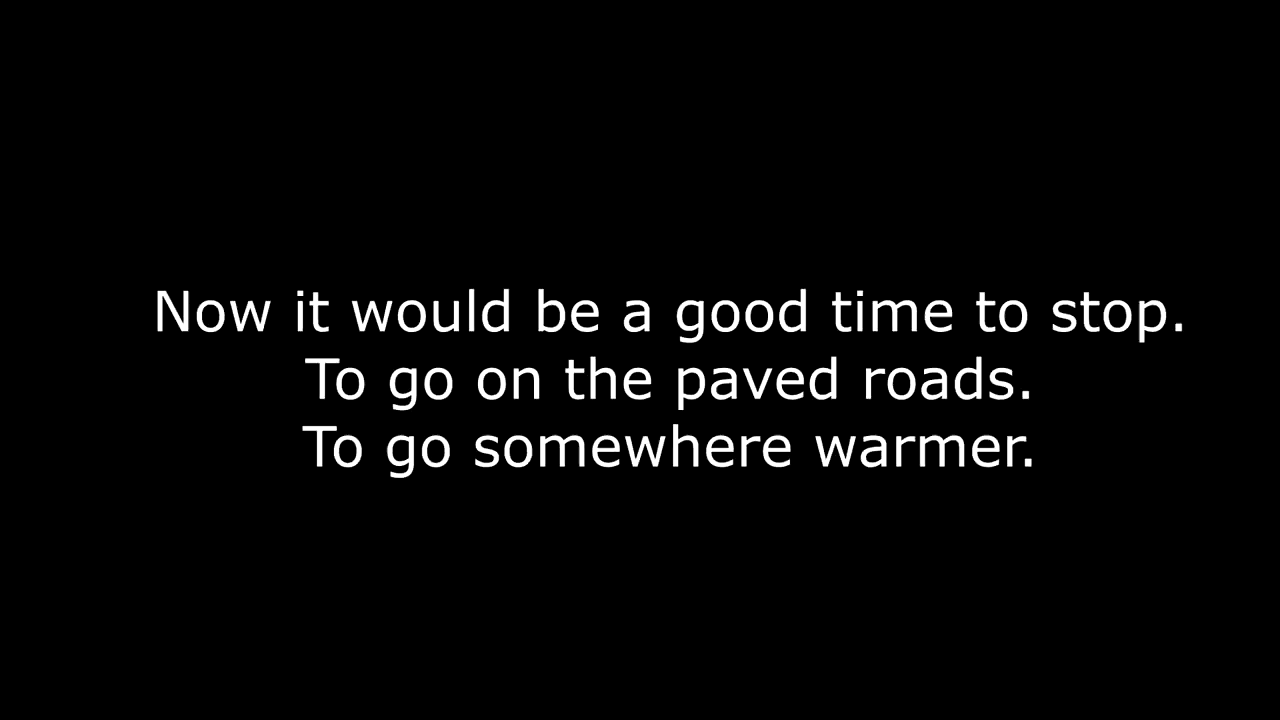 Now it would be a good time to stop.
To go on the paved roads.
To go somewhere warmer.